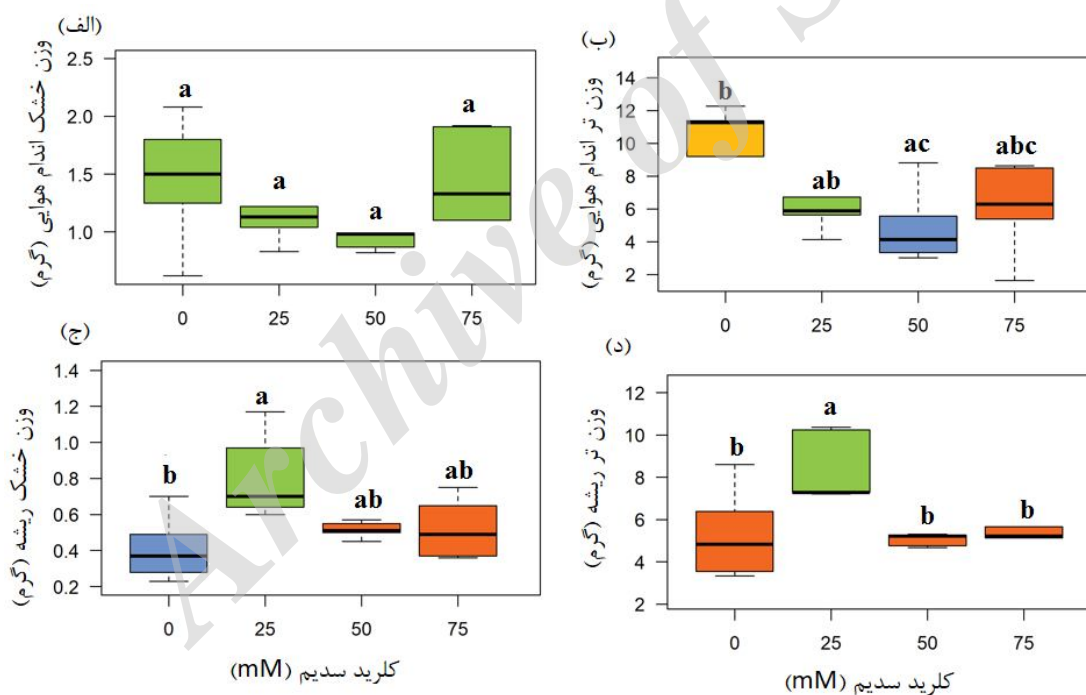 (الف)
وزن خشک اندام هوایی (گرم)
2.5
2.0
1.5
1.0
a
a
a
a
0 25 50 75
(ب)
وزن تر اندام هوایی (گرم)
14
12
10
8
6
4
2
b
ab
ac
abc
0 25 50 75
(ج)
وزن خشک ریشه (گرم)
1.4
1.2
1.0
0.8
0.6
0.4
0.2
b
a
ab
ab
0 25 50 75
کلرید سدیم (mM)
(د)
وزن تر ریشه (گرم)
12
10
8
6
4
2
b
a
b
b
0 25 50 75
کلرید سدیم (mM)
Archive of S